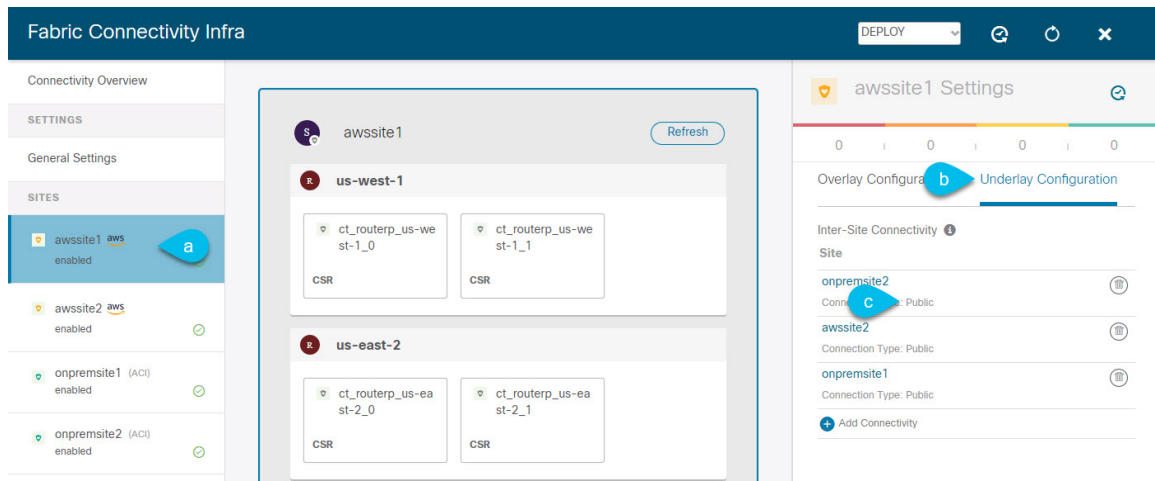 Fabric Connectivity Infra
DEPLOY
Connectivity Overview
SETTINGS
General Settings
SITES
awssite1 aws
enabled
a
awssite2 aws
enabled
onpremsite1 (ACI)
enabled
onpremsite2 (ACI)
enabled
S
awssite1
Refresh
R us-west-1
ct_routerp_us-we
st-1_0
CSR
ct_routerp_us-we
st-1_1
CSR
R us-east-2
ct_routerp_us-ea
st-2_0
CSR
ct_routerp_us-ea
st-2_1
CSR
awssite1 Settings
0 0 0 0
Overlay Configura
b
Underlay Configuration
Inter-Site Connectivity i
Site
onpremsite2
Conne c : Public
awssite2
Connection Type: Public
onpremsite1
Connection Type: Public
Add Connectivity